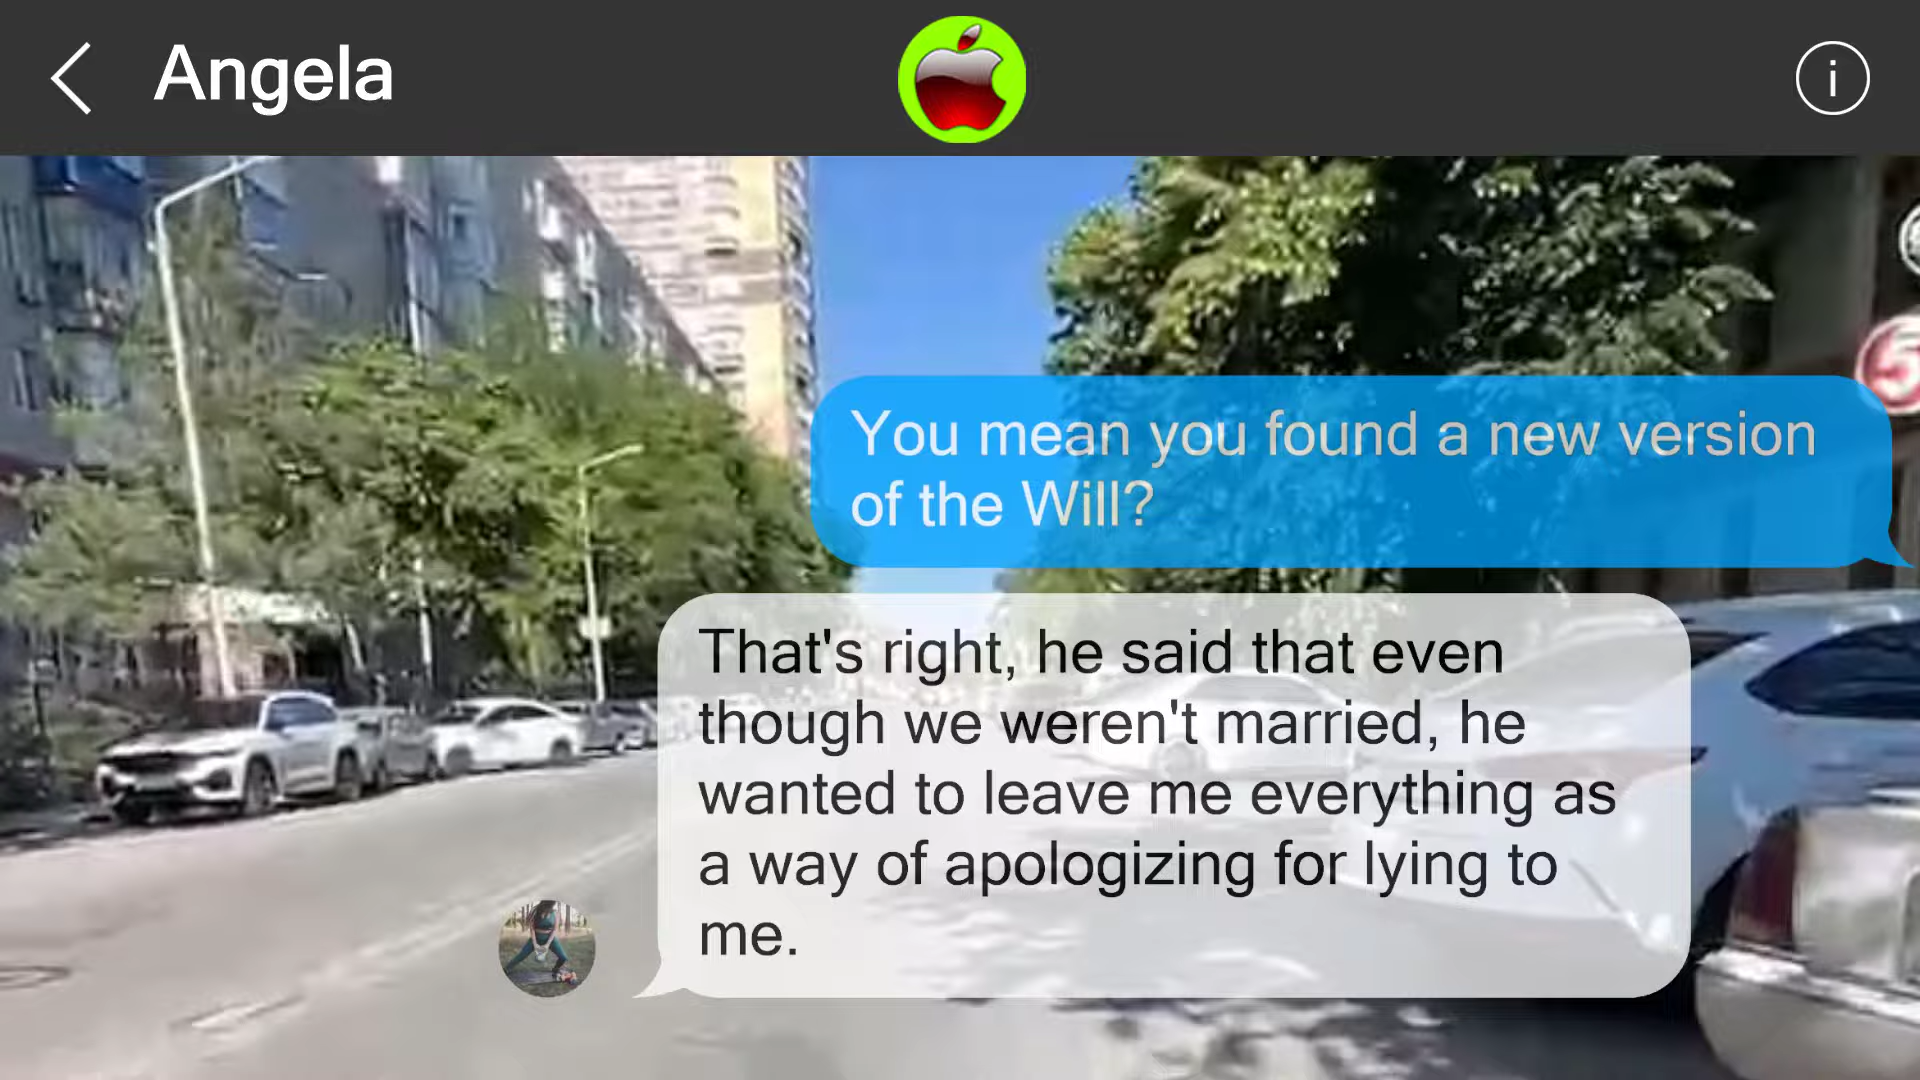 Angela
You mean you found a new version
of the Will?
5
That's right, he said that even
though we weren't married, he
wanted to leave me everything as
a way of apologizing for lying to
me.